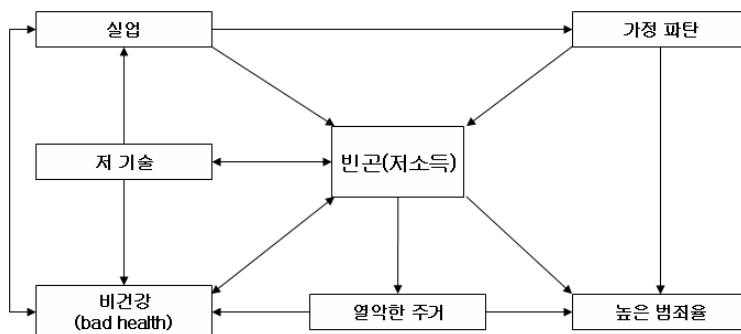 실업
가정 파탄
저 기술
빈곤(저소득)
비건강
(bad health)
열악한 주거
높은 범죄율